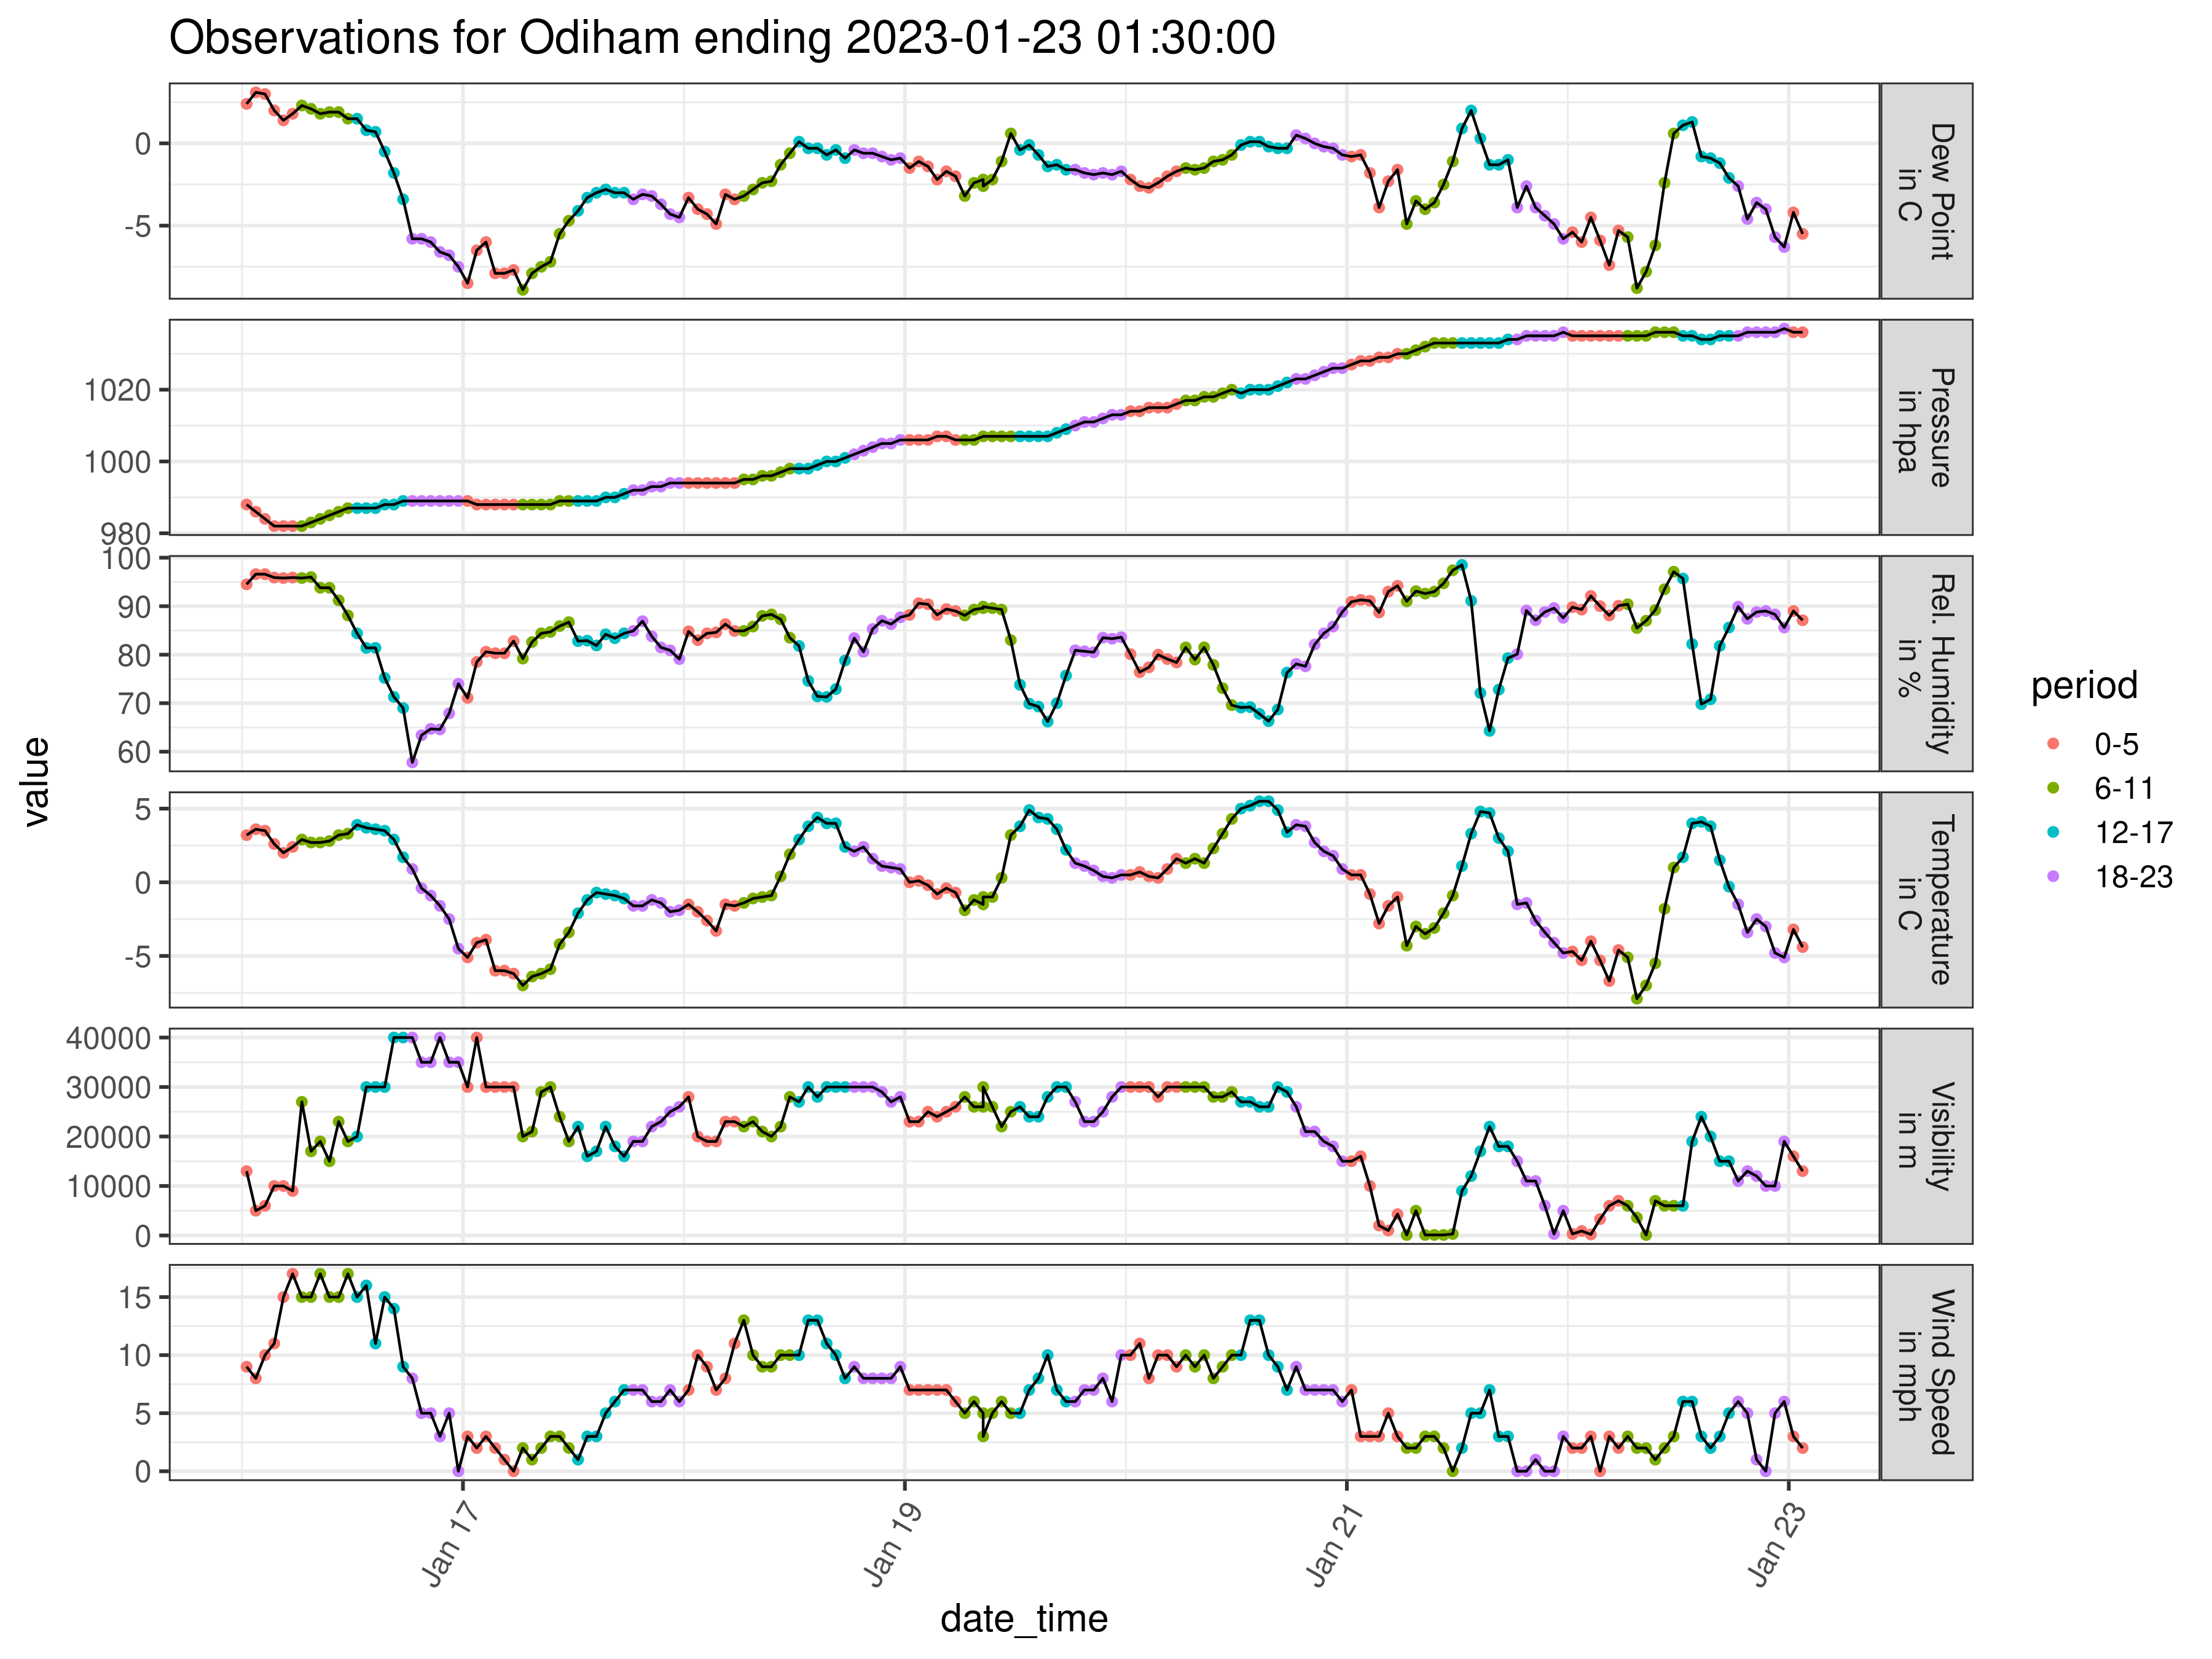 Observations for Odiham ending 2023-01-23 01:30:00
value
0
-5
Dew Point
in C
1020
1000
980
Pressure
in hpa
100
90
80
70
60
Rel. Humidity
in %
5
0
-5
Temperature
in C
40000
30000
20000
10000
0
Visibility
in m
15
10
5
0
Wind Speed
in mph
Jan 17
Jan 19
Jan 21
Jan 23
date_time
period
0-5
6-11
12-17
18-23